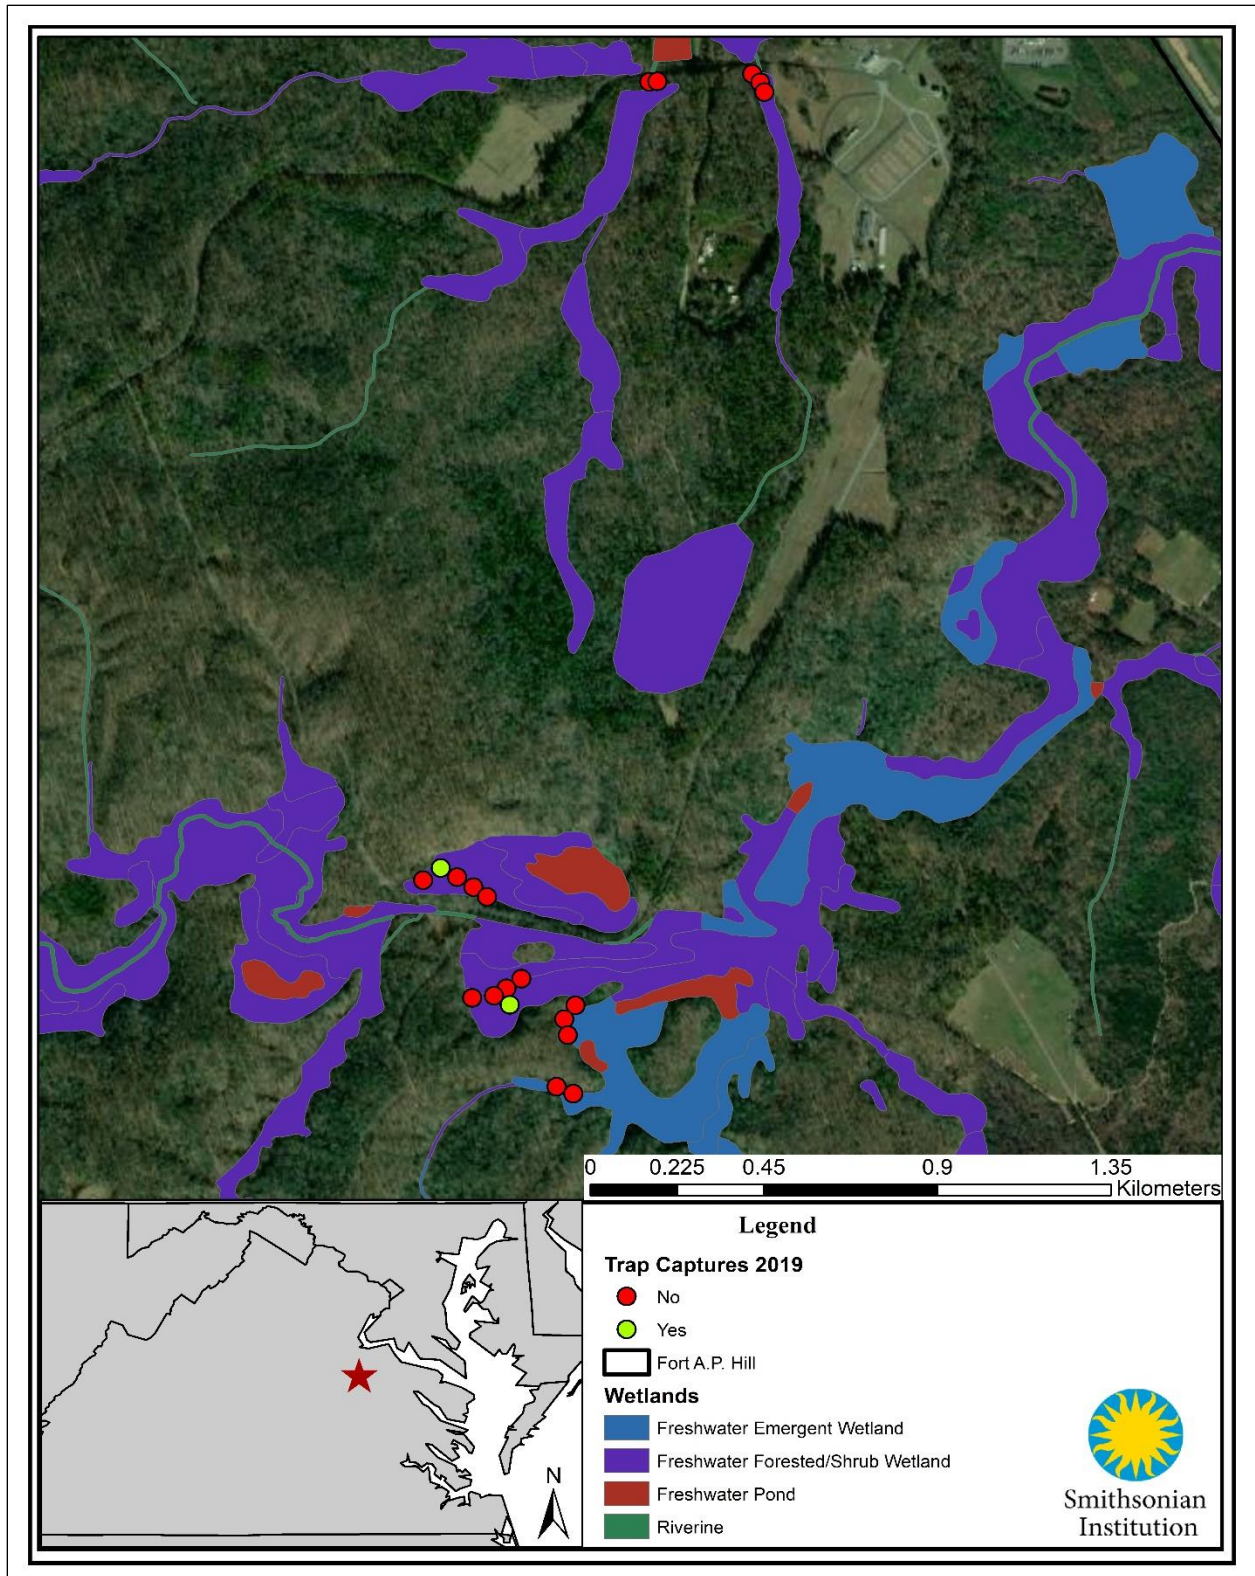 0 0.225 0.45 0.9 1.35
Kilometers
N
Legend
Trap Captures 2019
No
Yes
Fort A.P. Hill
Wetlands
Freshwater Emergent Wetland
Freshwater Forested/Shrub Wetland
Freshwater Pond
Riverine
Smithsonian
Institution